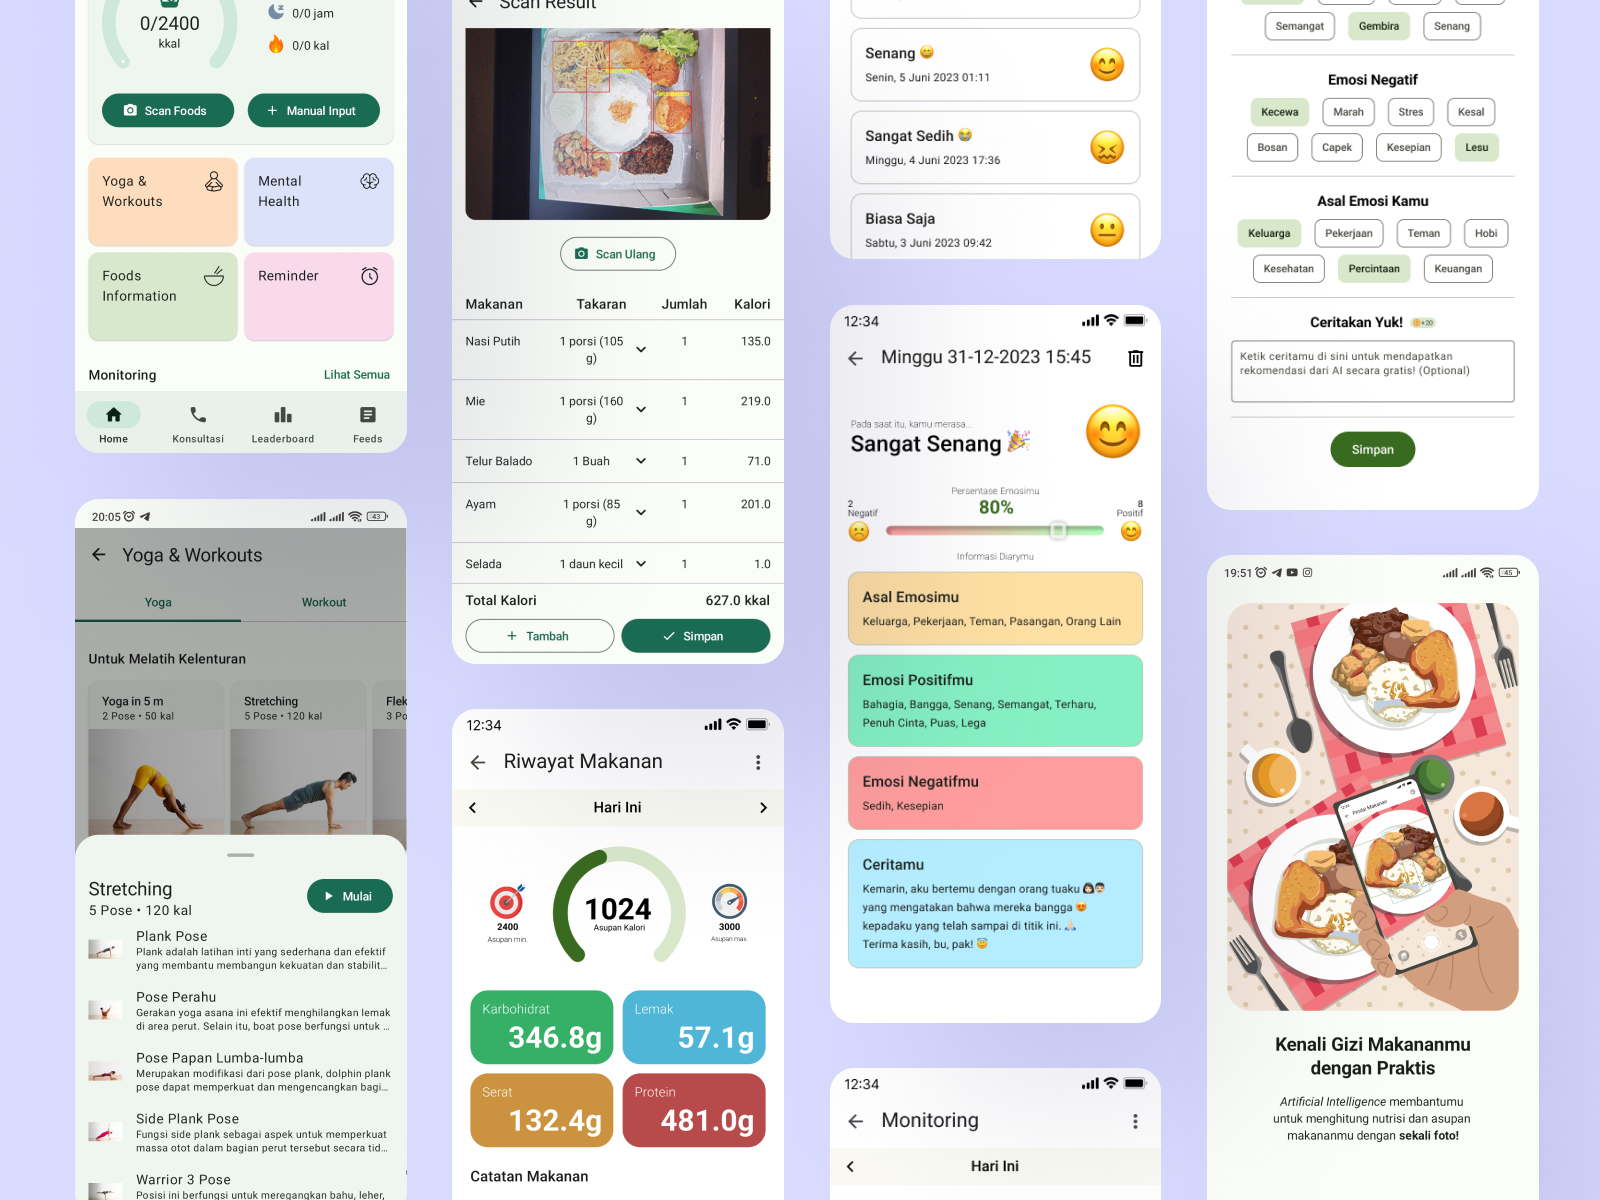 0/2400
kkal
0/0 jam
0/0 kal
Scan Foods
Manual Input
Yoga &
Workouts
Mental
Health
Foods
Information
Reminder
Monitoring
Lihat Semua
Home
Konsultasi
Leaderboard
Feeds
20:05
43
Yoga & Workouts
Yoga
Workout
Untuk Melatih Kelenturan
Yoga in 5 m
2 Pose • 50 kal
Stretching
5 Pose • 120 kal
Flek
3 Po
Stretching
5 Pose • 120 kal
Mulai
Plank Pose
Plank adalah latihan inti yang sederhana dan efektif
yang membantu membangun kekuatan dan stabilit...
Pose Perahu
Gerakan yoga asana ini efektif menghilangkan lemak
di area perut. Selain itu, boat pose berfungsi untuk ...
Pose Papan Lumba-lumba
Merupakan modifikasi dari pose plank, dolphin plank
pose dapat memperkuat dan mengencangkan bagi...
Side Plank Pose
Fungsi side plank sebagai aspek untuk memperkuat
massa otot dalam bagian perut tersebut secara tid...
Warrior 3 Pose
Posisi ini berfungsi untuk meregangkan bahu, leher,
Scan Result
Scan Ulang
Makanan Takaran Jumlah Kalori
Nasi Putih 1 porsi (105 g) 1 135.0
Mie 1 porsi (160 g) 1 219.0
Telur Balado 1 Buah 1 71.0
Ayam 1 porsi (85 g) 1 201.0
Selada 1 daun kecil 1 1.0
Total Kalori 627.0 kkal
Tambah
Simpan
12:34
Riwayat Makanan
Hari Ini
2400
Asupan min.
1024
Asupan Kalori
3000
Asupan max.
Karbohidrat
346.8g
Lemak
57.1g
Serat
132.4g
Protein
481.0g
Catatan Makanan
Senang 😄
Senin, 5 Juni 2023 01:11
Sangat Sedih 😭
Minggu, 4 Juni 2023 17:36
Biasa Saja
Sabtu, 3 Juni 2023 09:42
12:34
Minggu 31-12-2023 15:45
Pada saat itu, kamu merasa...
Sangat Senang 🎉
Persentase Emosimu
80%
2
Negatif
8
Positif
Informasi Diarymu
Asal Emosimu
Keluarga, Pekerjaan, Teman, Pasangan, Orang Lain
Emosi Positifmu
Bahagia, Bangga, Senang, Semangat, Terharu,
Penuh Cinta, Puas, Lega
Emosi Negatifmu
Sedih, Kesepian
Ceritamu
Kemarin, aku bertemu dengan orang tuaku 👩🏻👨🏻
yang mengatakan bahwa mereka bangga 😍
kepadaku yang telah sampai di titik ini. 🙏🏻
Terima kasih, bu, pak! 😇
12:34
Monitoring
Hari Ini
Semangat
Gembira
Senang
Emosi Negatif
Kecewa
Marah
Stres
Kesal
Bosan
Capek
Kesepian
Lesu
Asal Emosi Kamu
Keluarga
Pekerjaan
Teman
Hobi
Kesehatan
Percintaan
Keuangan
Ceritakan Yuk!
+20
Ketik ceritamu di sini untuk mendapatkan
rekomendasi dari AI secara gratis! (Optional)
Simpan
19:51
45
Kenali Gizi Makananmu
dengan Praktis
Artificial Intelligence membantumu
untuk menghitung nutrisi dan asupan
makananmu dengan sekali foto!